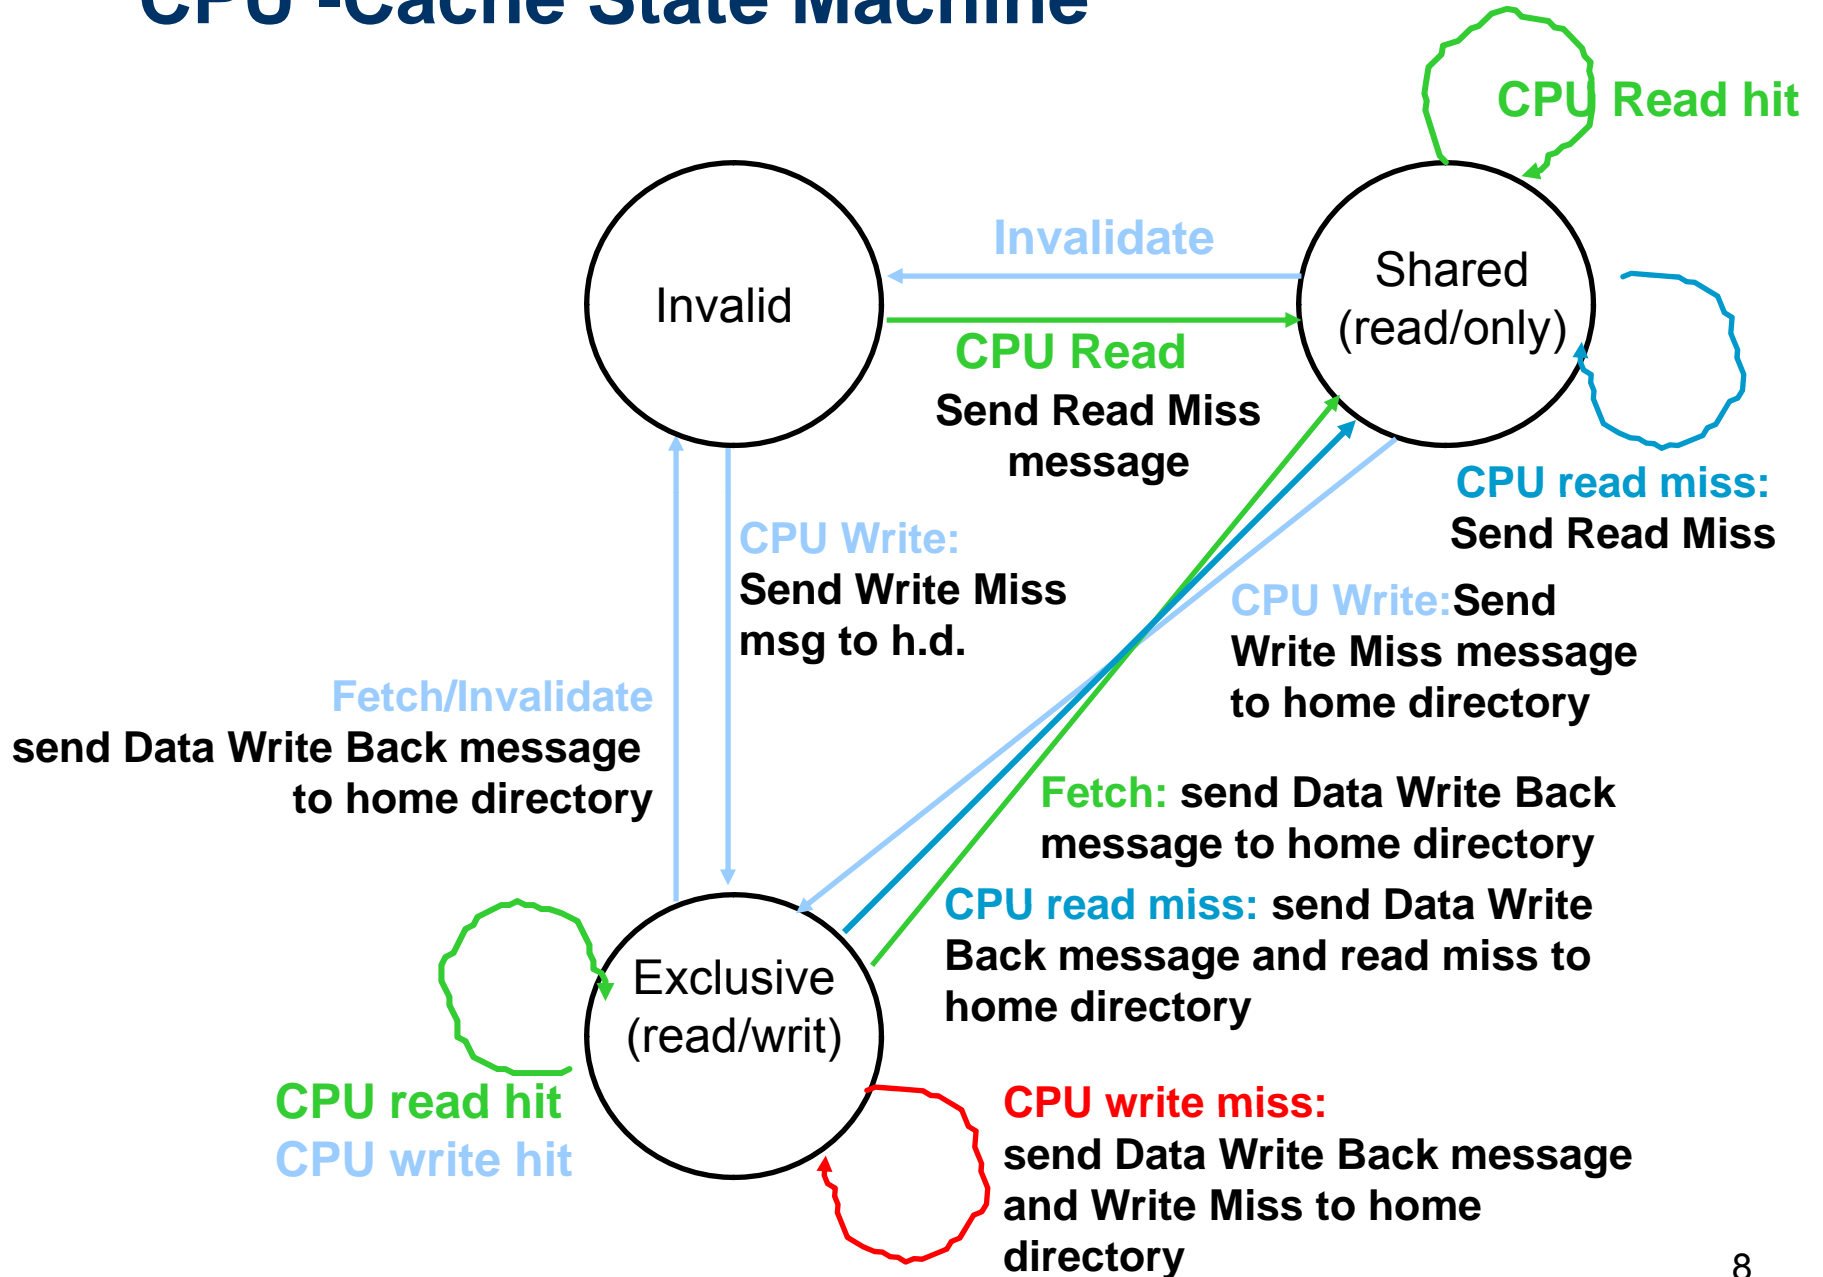 CPU -Cache State Machine
CPU Read hit
Invalidate
Invalid
Shared
(read/only)
CPU Read
Send Read Miss
message
CPU read miss:
Send Read Miss
CPU Write:
Send Write Miss
msg to h.d.
CPU Write:Send
Write Miss message
to home directory
Fetch/Invalidate
send Data Write Back message
to home directory
Fetch: send Data Write Back
message to home directory
CPU read miss: send Data Write
Back message and read miss to
home directory
Exclusive
(read/writ)
CPU read hit
CPU write hit
CPU write miss:
send Data Write Back message
and Write Miss to home
directory
8